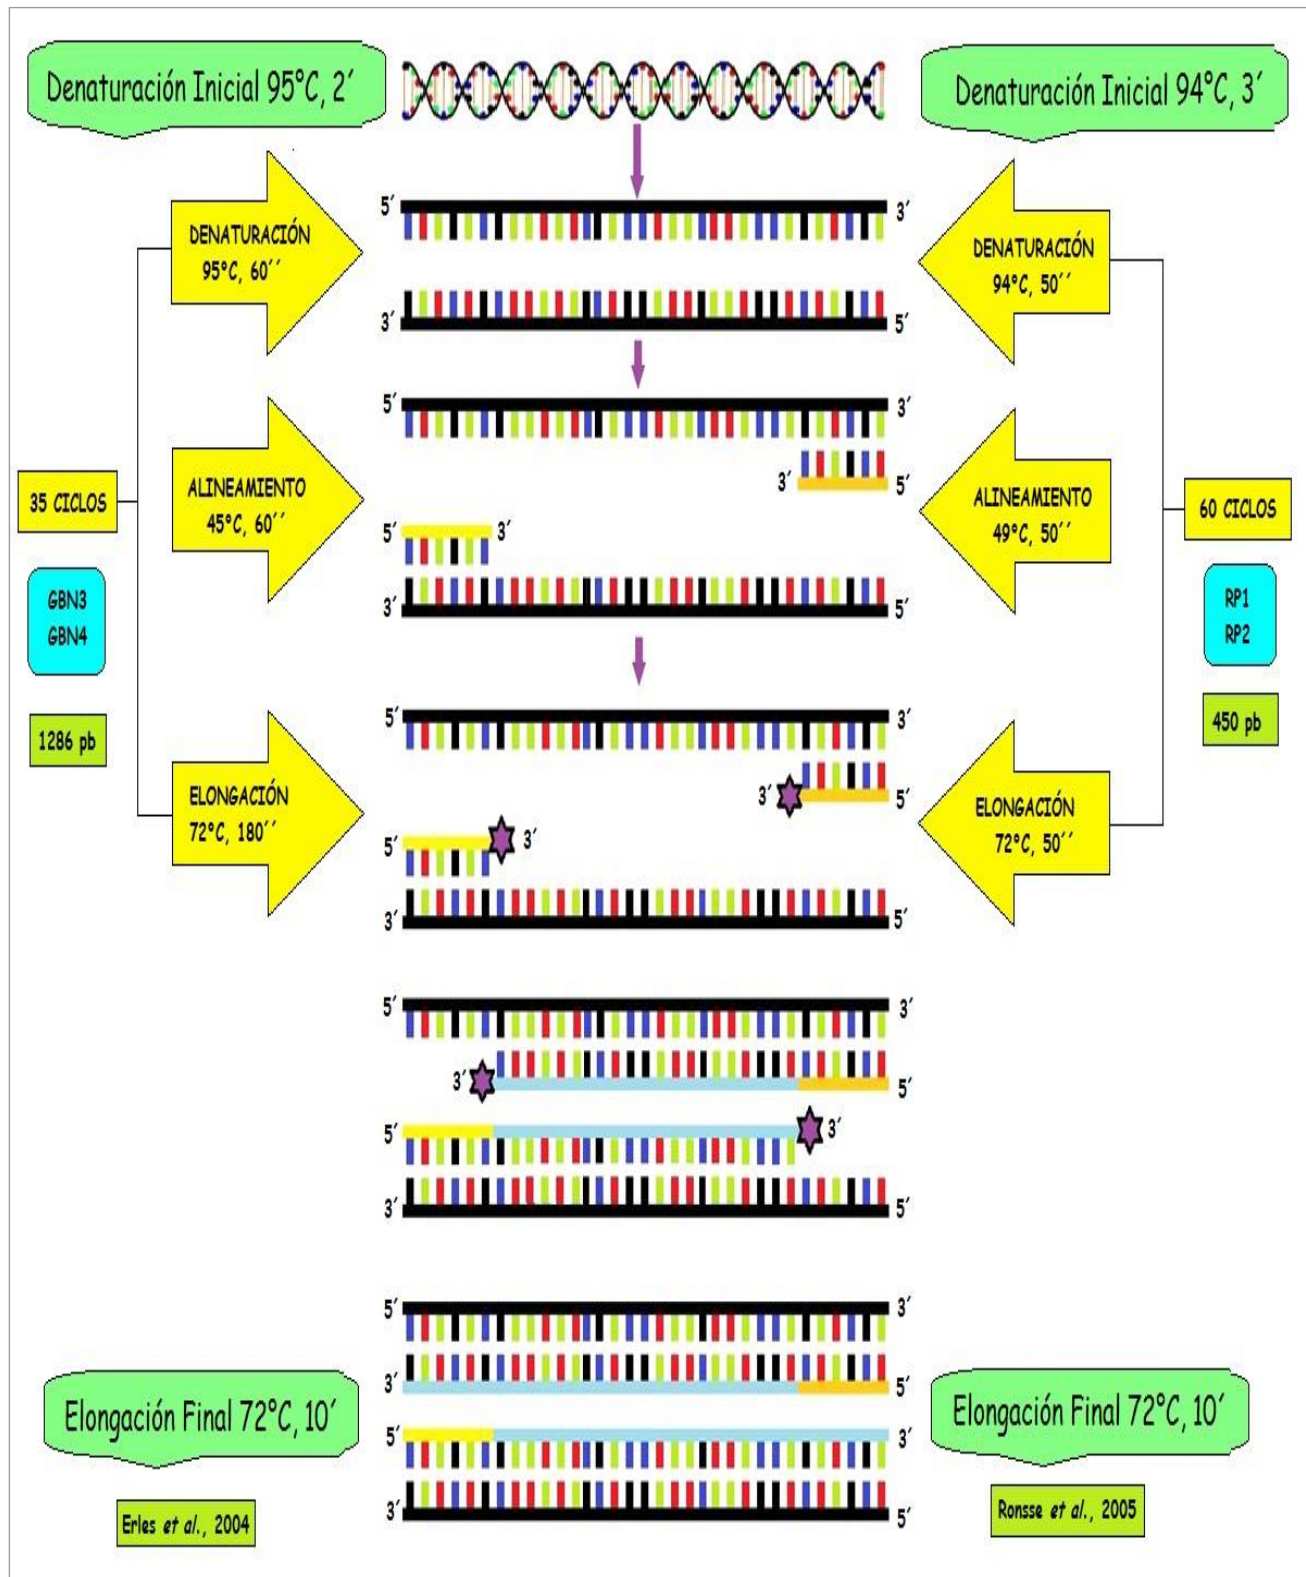 Denaturación Inicial 95°C, 2´
Denaturación Inicial 94°C, 3´
5´
3´
DENATURACIÓN
95°C, 60´´
DENATURACIÓN
94°C, 50´´
3´
5´
5´
3´
35 CICLOS
ALINEAMIENTO
45°C, 60´´
3´
5´
ALINEAMIENTO
49°C, 50´´
60 CICLOS
5´
3´
GBN3
GBN4
3´
5´
RP1
RP2
1286 pb
450 pb
5´
3´
ELONGACIÓN
72°C, 180´´
3´
5´
ELONGACIÓN
72°C, 50´´
5´
3´
3´
5´
5´
3´
3´
5´
5´
3´
3´
5´
5´
3´
3´
5´
Elongación Final 72°C, 10´
Elongación Final 72°C, 10´
5´
3´
3´
5´
Erles et al., 2004
Ronsse et al., 2005